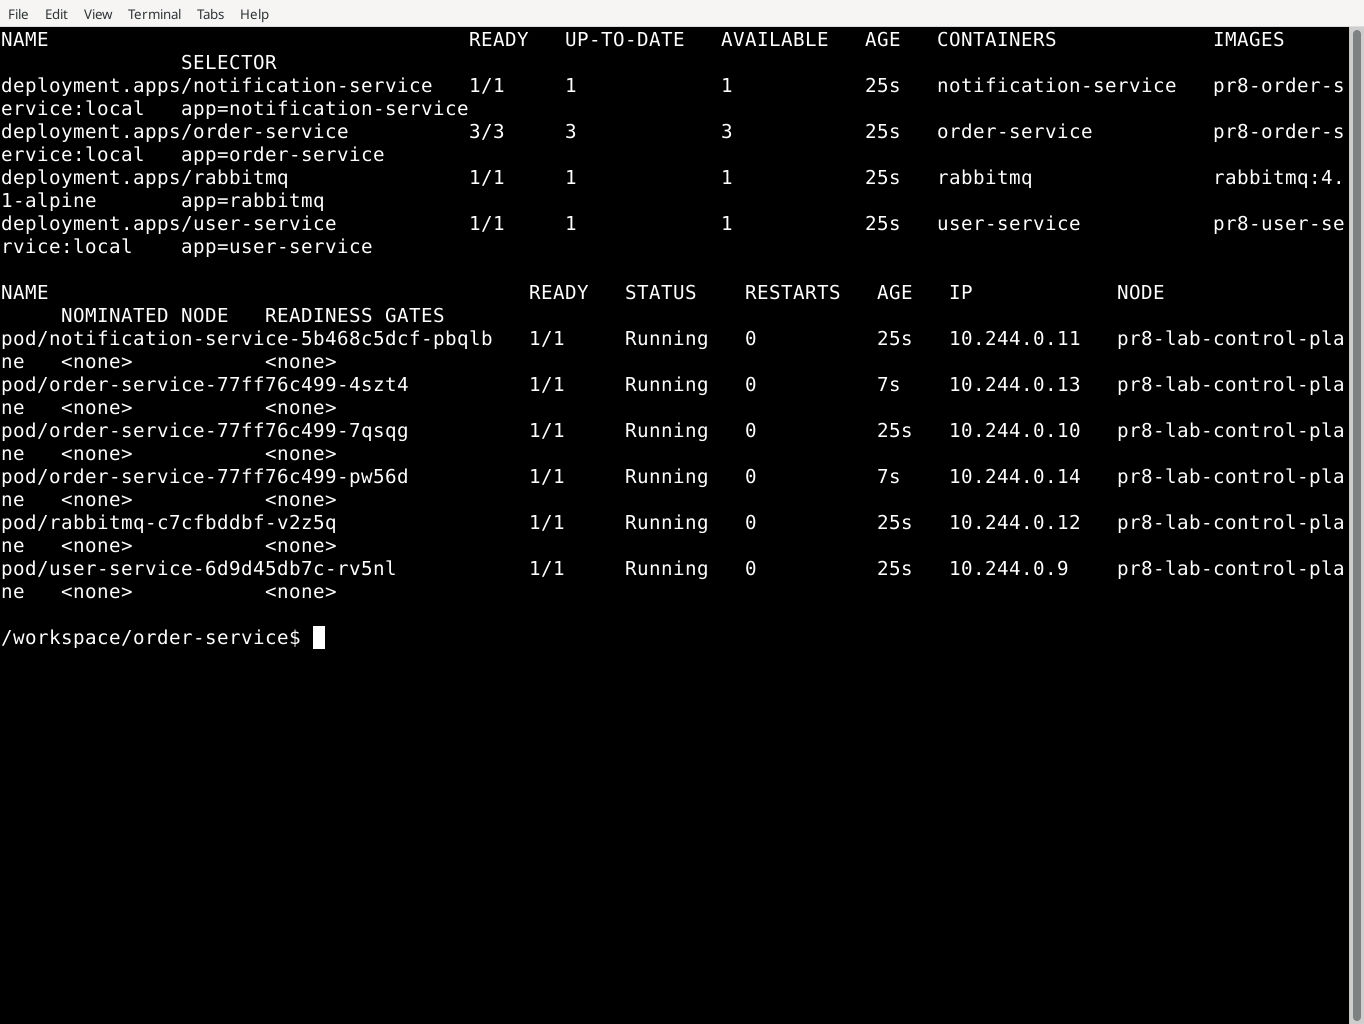 File Edit View Terminal Tabs Help
NAME READY UP-TO-DATE AVAILABLE AGE CONTAINERS IMAGES
SELECTOR
deployment.apps/notification-service 1/1 1 1 25s notification-service pr8-order-s
ervice:local app=notification-service
deployment.apps/order-service 3/3 3 3 25s order-service pr8-order-s
ervice:local app=order-service
deployment.apps/rabbitmq 1/1 1 1 25s rabbitmq rabbitmq:4.
1-alpine app=rabbitmq
deployment.apps/user-service 1/1 1 1 25s user-service pr8-user-se
rvice:local app=user-service
NAME READY STATUS RESTARTS AGE IP NODE
NOMINATED NODE READINESS GATES
pod/notification-service-5b468c5dcf-pbqlb 1/1 Running 0 25s 10.244.0.11 pr8-lab-control-pla
ne <none> <none>
pod/order-service-77ff76c499-4szt4 1/1 Running 0 7s 10.244.0.13 pr8-lab-control-pla
ne <none> <none>
pod/order-service-77ff76c499-7qsqg 1/1 Running 0 25s 10.244.0.10 pr8-lab-control-pla
ne <none> <none>
pod/order-service-77ff76c499-pw56d 1/1 Running 0 7s 10.244.0.14 pr8-lab-control-pla
ne <none> <none>
pod/rabbitmq-c7cfbddbf-v2z5q 1/1 Running 0 25s 10.244.0.12 pr8-lab-control-pla
ne <none> <none>
pod/user-service-6d9d45db7c-rv5nl 1/1 Running 0 25s 10.244.0.9 pr8-lab-control-pla
ne <none> <none>
/workspace/order-service$